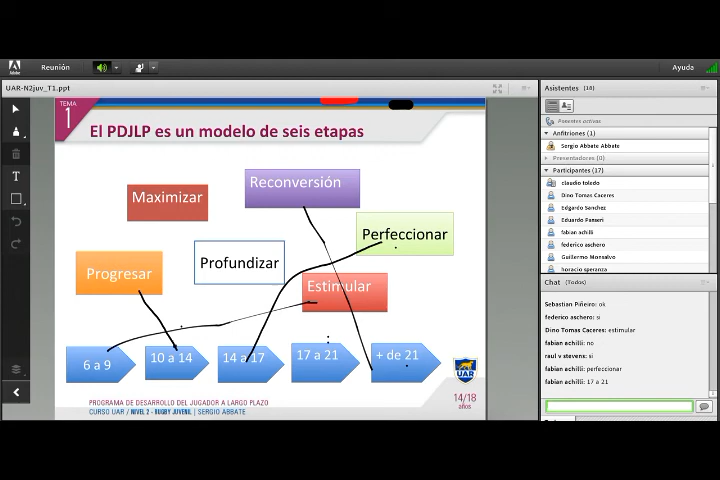 Reunión
Ayuda
UAR-N2juv_T1.ppt
TEMA
1
El PDJLP es un modelo de seis etapas
Maximizar
Reconversión
Perfeccionar
Profundizar
Progresar
Estimular
6 a 9
10 a 14
14 a 17
17 a 21
+ de 21
UAR
PROGRAMA DE DESARROLLO DEL JUGADOR A LARGO PLAZO
CURSO UAR / NIVEL 2 - RUGBY JUVENIL | SERGIO ABBATE
14/18
años
Asistentes (18)
Ponentes activos
Anfitriones (1)
Sergio Abbate Abbate
Presentadores (0)
Participantes (17)
claudio toledo
Dino Tomas Caceres
Edgardo Sanchez
Eduardo Panseri
fabian achilli
federico aschero
Guillermo Monsalvo
horacio speranza
Chat (Todos)
Sebastian Piñeiro: ok
federico aschero: si
Dino Tomas Caceres: estimular
fabian achilli: no
raul v stevens: si
fabian achilli: perfeccionar
fabian achilli: 17 a 21